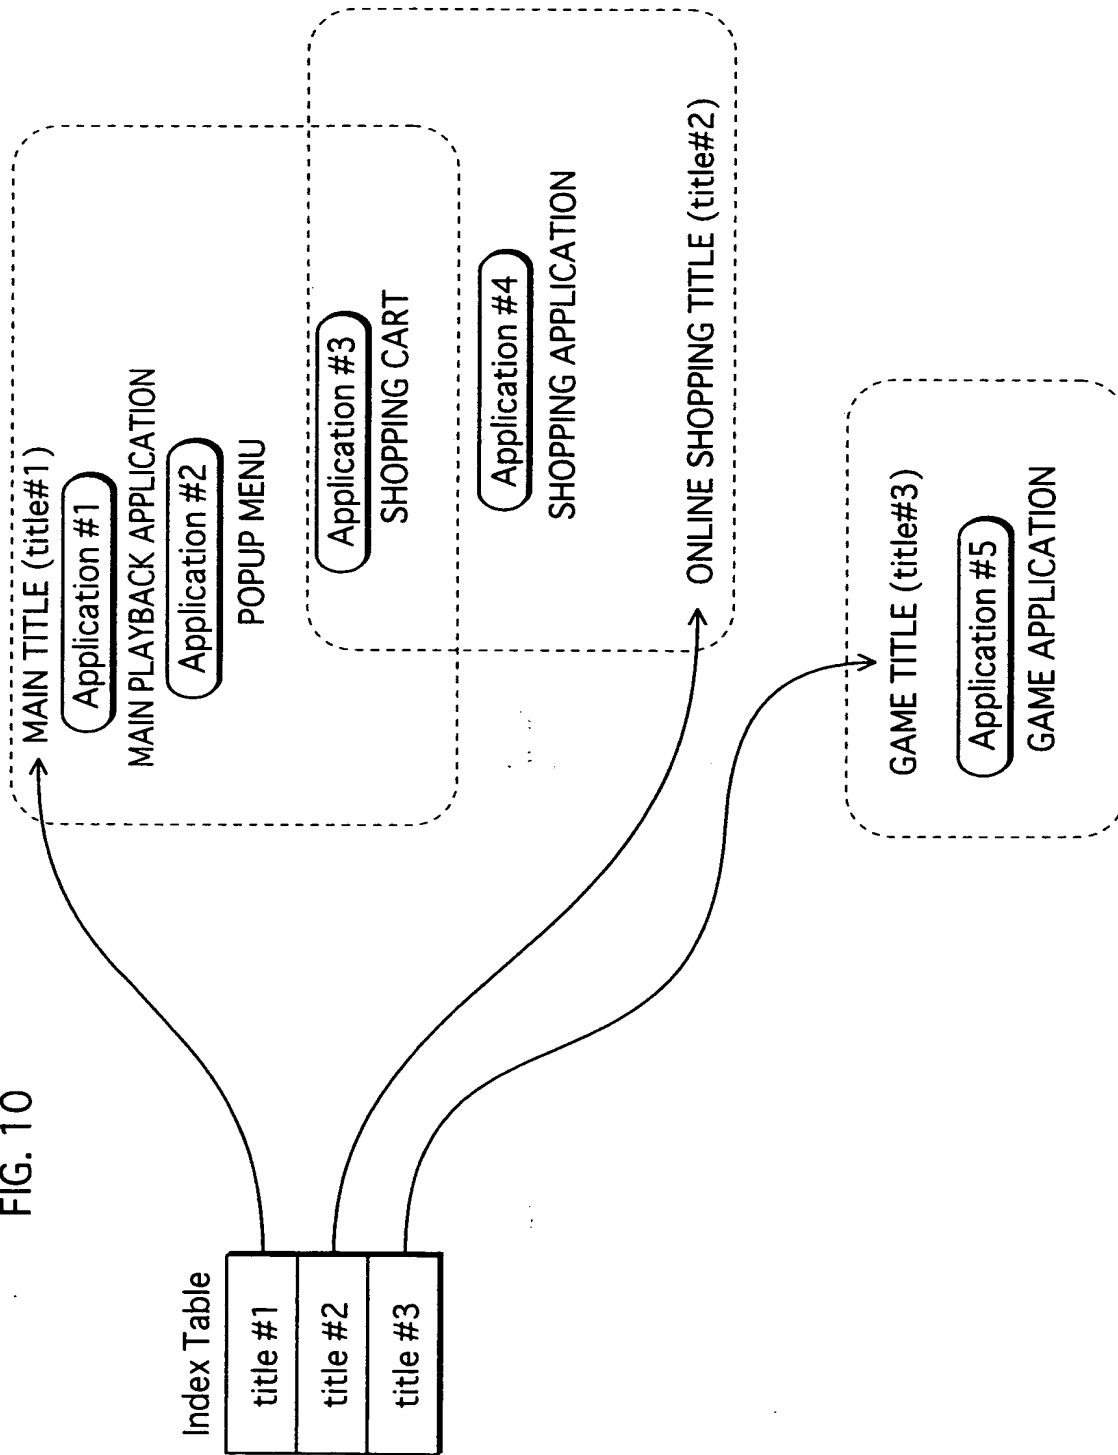 FIG. 10
Index Table
title #1
title #2
title #3
MAIN TITLE (title#1)
Application #1
MAIN PLAYBACK APPLICATION
Application #2
POPUP MENU
Application #3
SHOPPING CART
Application #4
SHOPPING APPLICATION
ONLINE SHOPPING TITLE (title#2)
GAME TITLE (title#3)
Application #5
GAME APPLICATION